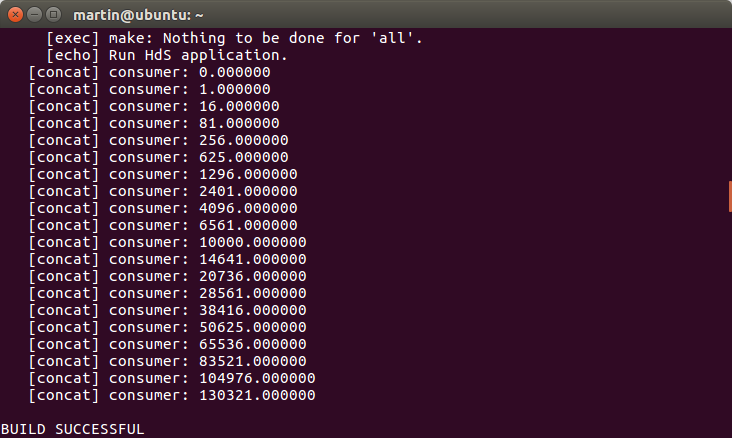 martin@ubuntu: ~
[exec] make: Nothing to be done for 'all'.
[echo] Run HdS application.
[concat] consumer: 0.000000
[concat] consumer: 1.000000
[concat] consumer: 16.000000
[concat] consumer: 81.000000
[concat] consumer: 256.000000
[concat] consumer: 625.000000
[concat] consumer: 1296.000000
[concat] consumer: 2401.000000
[concat] consumer: 4096.000000
[concat] consumer: 6561.000000
[concat] consumer: 10000.000000
[concat] consumer: 14641.000000
[concat] consumer: 20736.000000
[concat] consumer: 28561.000000
[concat] consumer: 38416.000000
[concat] consumer: 50625.000000
[concat] consumer: 65536.000000
[concat] consumer: 83521.000000
[concat] consumer: 104976.000000
[concat] consumer: 130321.000000
BUILD SUCCESSFUL